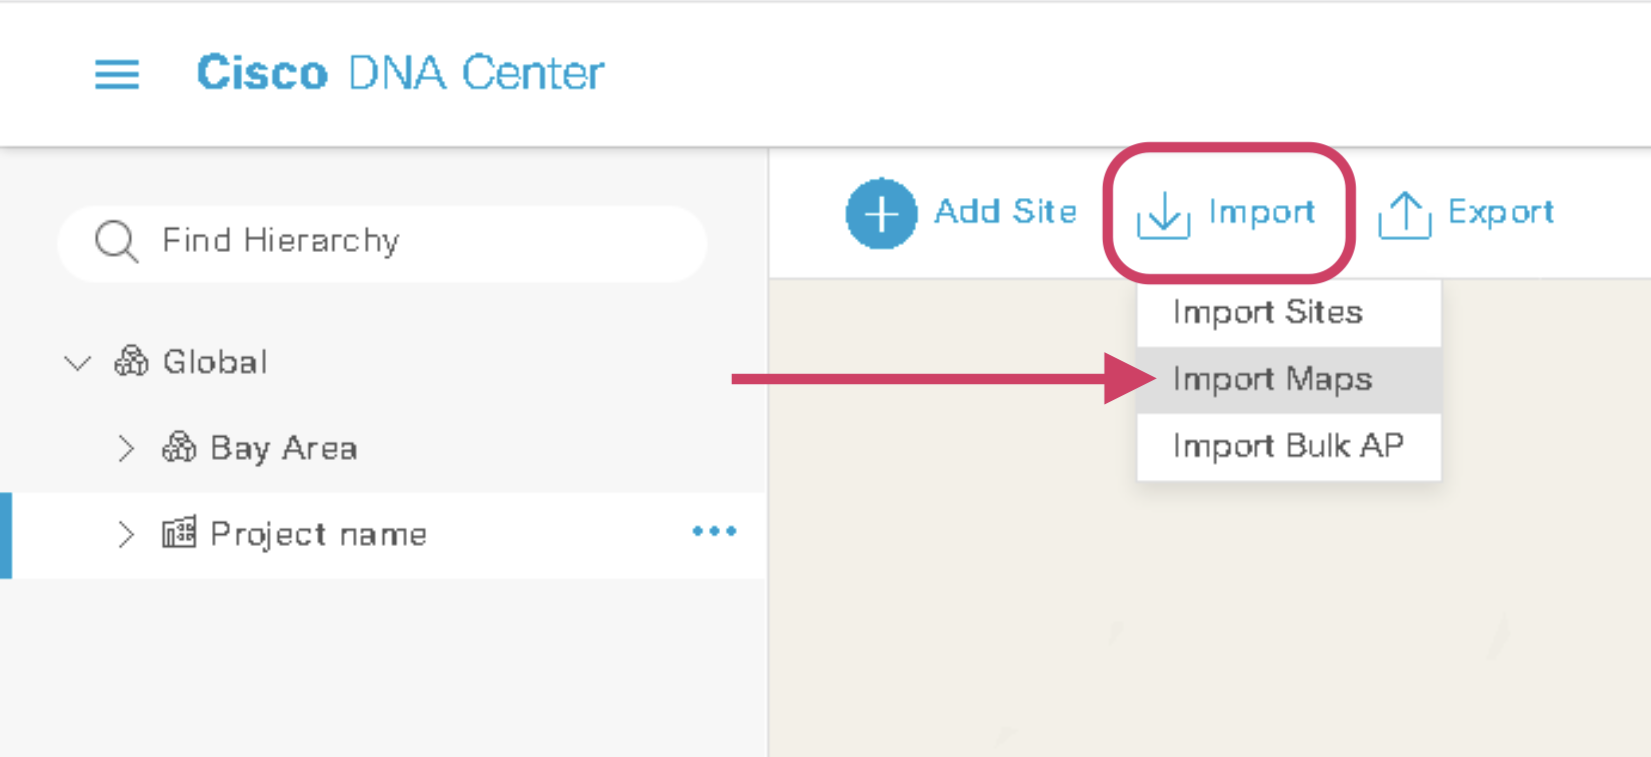 Cisco DNA Center
Find Hierarchy
Global
Bay Area
Project name
Add Site
Import
Export
Import Sites
Import Maps
Import Bulk AP